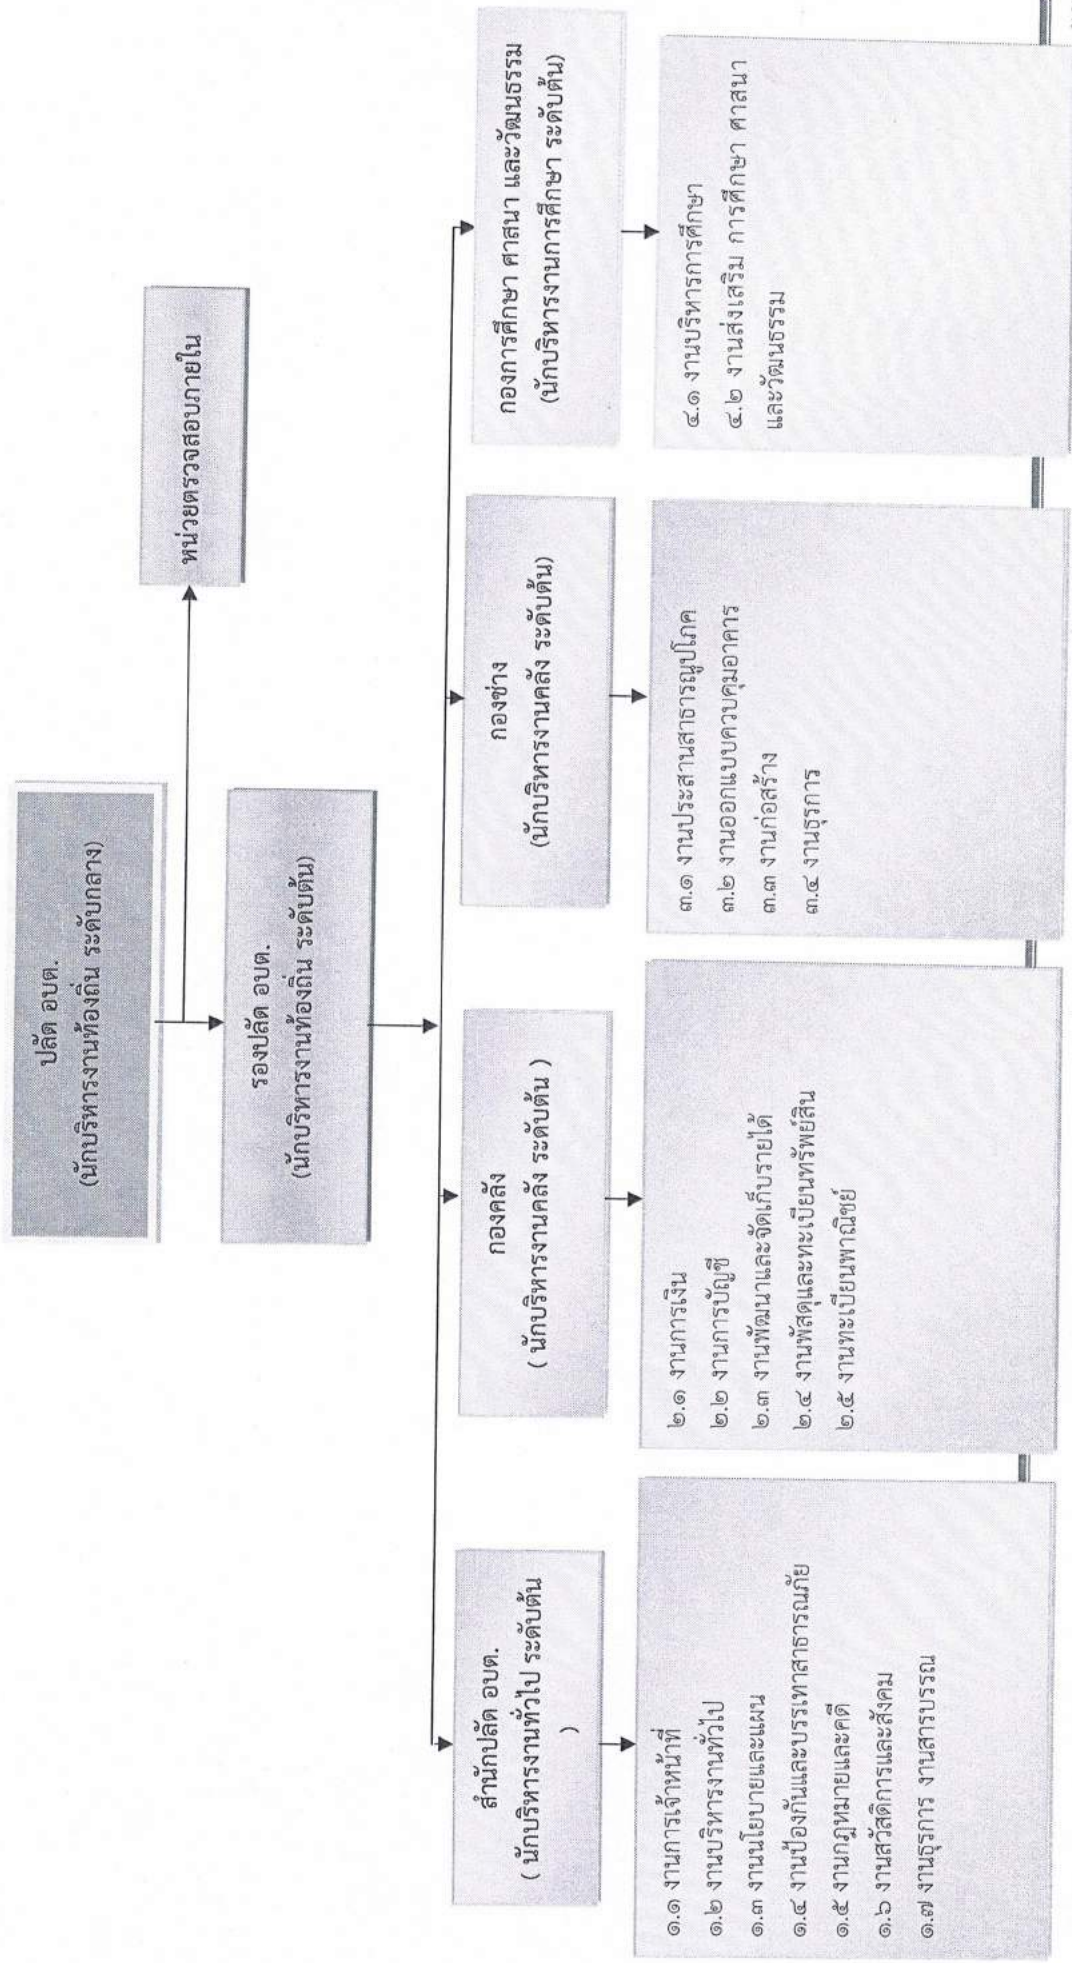 ปลัด อบต.
(นักบริหารงานท้องถิ่น ระดับกลาง)
หน่วยตรวจสอบภายใน
รองปลัด อบต.
(นักบริหารงานท้องถิ่น ระดับต้น)
สำนักปลัด อบต.
( นักบริหารงานทั่วไป ระดับต้น
)
กองคลัง
( นักบริหารงานคลัง ระดับต้น )
กองช่าง
(นักบริหารงานคลัง ระดับต้น)
กองการศึกษา ศาสนา และวัฒนธรรม
(นักบริหารงานการศึกษา ระดับต้น)
๑.๑ งานการเจ้าหน้าที่
๑.๒ งานบริหารงานทั่วไป
๑.๓ งานนโยบายและแผน
๑.๔ งานป้องกันและบรรเทาสาธารณภัย
๑.๕ งานกฎหมายและคดี
๑.๖ งานสวัสดิการและสังคม
๑.๗ งานธุรการ งานสารบรรณ
๒.๑ งานการเงิน
๒.๒ งานการบัญชี
๒.๓ งานพัฒนาและจัดเก็บรายได้
๒.๔ งานพัสดุและทะเบียนทรัพย์สิน
๒.๕ งานทะเบียนพาณิชย์
๓.๑ งานประสานสาธารณูปโภค
๓.๒ งานออกแบบควบคุมอาคาร
๓.๓ งานก่อสร้าง
๓.๔ งานธุรการ
๔.๑ งานบริหารการศึกษา
๔.๒ งานส่งเสริม การศึกษา ศาสนา
และวัฒนธรรม